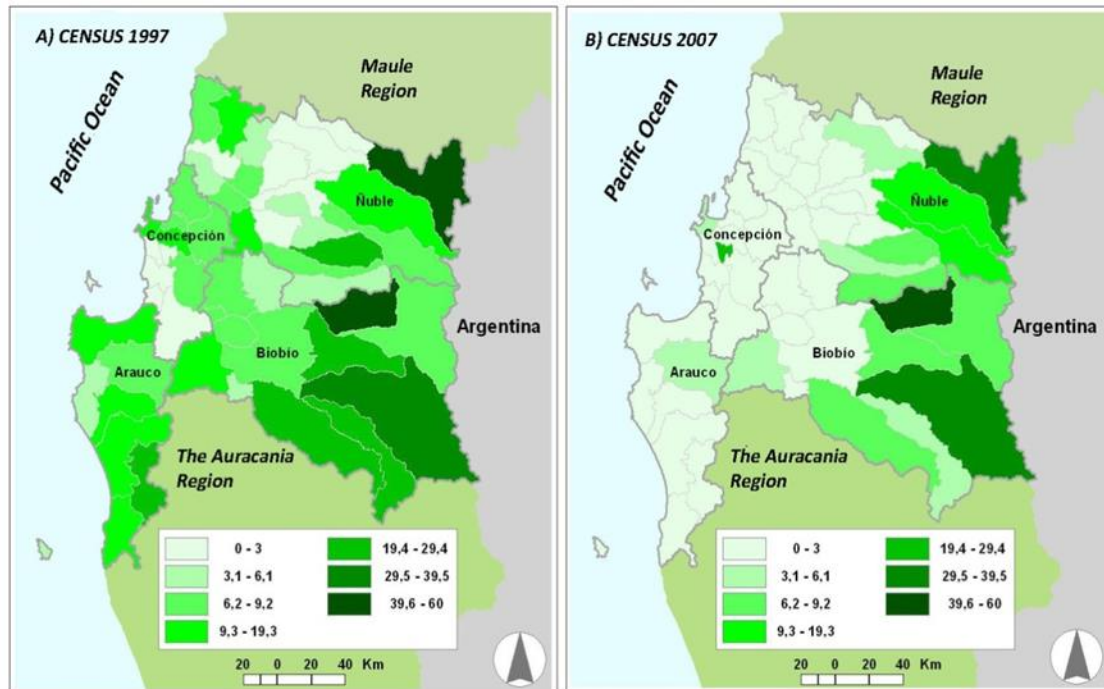 A) CENSUS 1997
Maule
Region
Pacific Ocean
Ñuble
Concepción
Argentina
Biobío
Arauco
The Auracania
Region
0 - 3
3,1 - 6,1
6,2 - 9,2
9,3 - 19,3
19,4 - 29,4
29,5 - 39,5
39,6 - 60
20 0 20 40 Km
B) CENSUS 2007
Maule
Region
Pacific Ocean
Ñuble
Concepción
Argentina
Biobío
Arauco
The Auracania
Region
0 - 3
3,1 - 6,1
6,2 - 9,2
9,3 - 19,3
19,4 - 29,4
29,5 - 39,5
39,6 - 60
20 0 20 40 Km